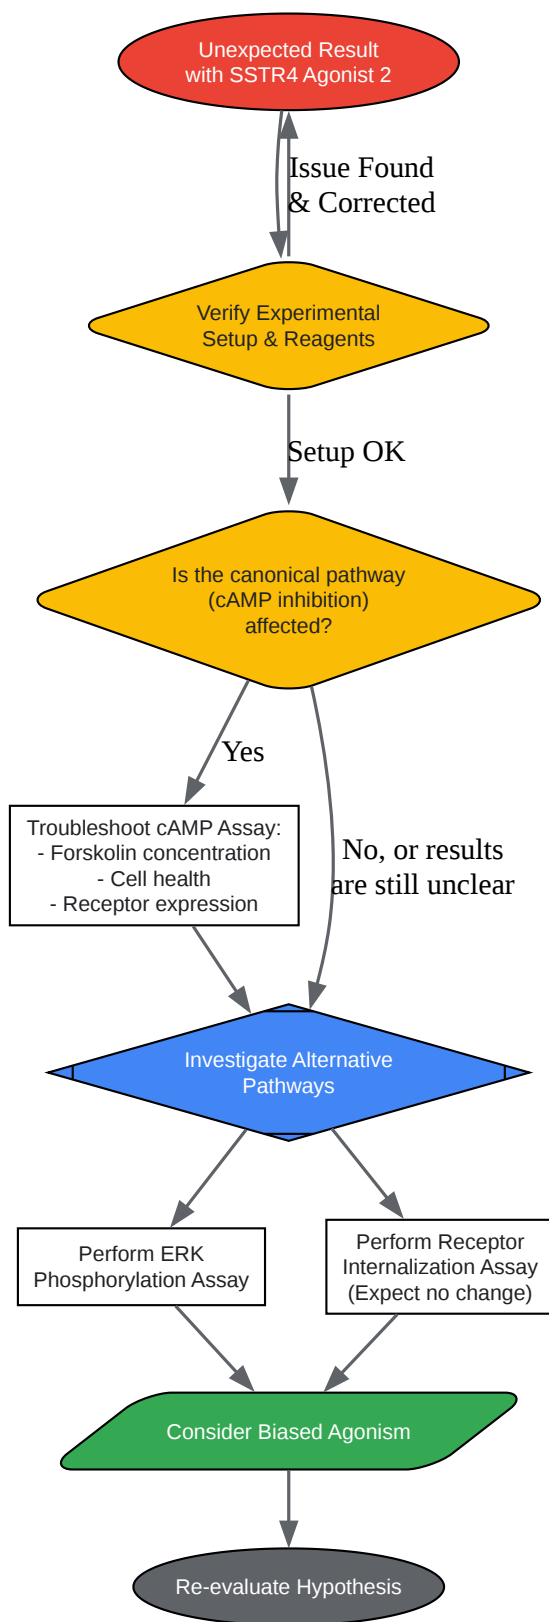 Unexpected Result
with SSTR4 Agonist 2
Issue Found
& Corrected
Verify Experimental
Setup & Reagents
Setup OK
Is the canonical pathway
(cAMP inhibition)
affected?
Yes
Troubleshoot cAMP Assay:
- Forskolin concentration
- Cell health
- Receptor expression
No, or results
are still unclear
Investigate Alternative
Pathways
Perform ERK
Phosphorylation Assay
Perform Receptor
Internalization Assay
(Expect no change)
Consider Biased Agonism
Re-evaluate Hypothesis